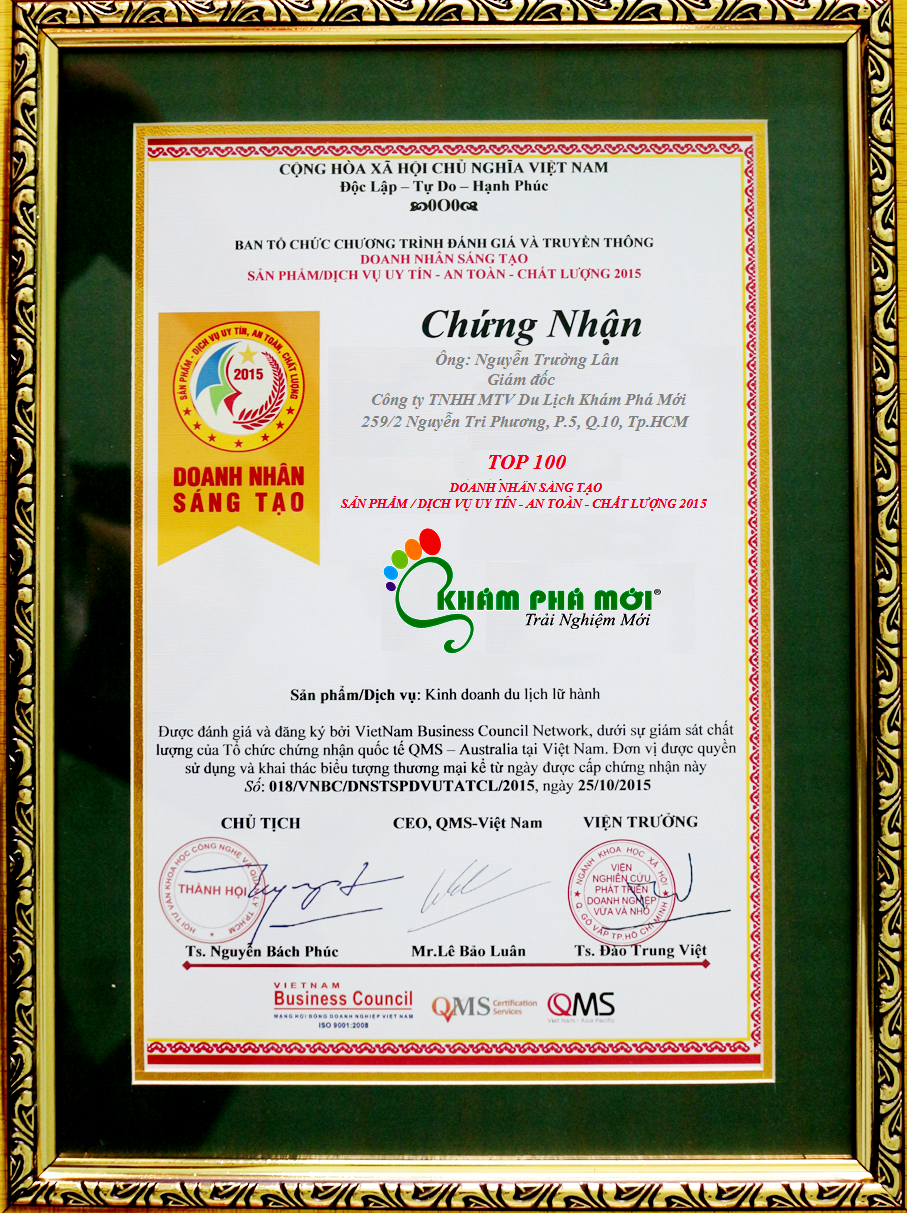 CỘNG HÒA XÃ HỘI CHỦ NGHĨA VIỆT NAM
Độc Lập – Tự Do – Hạnh Phúc
0O0
BAN TỔ CHỨC CHƯƠNG TRÌNH ĐÁNH GIÁ VÀ TRUYỀN THÔNG
DOANH NHÂN SÁNG TẠO
SẢN PHẨM/DỊCH VỤ UY TÍN - AN TOÀN - CHẤT LƯỢNG 2015
SẢN PHẨM - DỊCH VỤ UY TÍN, AN TOÀN, CHẤT LƯỢNG
2015
DOANH NHÂN
SÁNG TẠO
Chứng Nhận
Ông: Nguyễn Trường Lân
Giám đốc
Công ty TNHH MTV Du Lịch Khám Phá Mới
259/2 Nguyễn Tri Phương, P.5, Q.10, Tp.HCM
TOP 100
DOANH NHÂN SÁNG TẠO
SẢN PHẨM / DỊCH VỤ UY TÍN - AN TOÀN - CHẤT LƯỢNG 2015
KHÁM PHÁ MỚI®
Trải Nghiệm Mới
Sản phẩm/Dịch vụ: Kinh doanh du lịch lữ hành
Được đánh giá và đăng ký bởi VietNam Business Council Network, dưới sự giám sát chất
lượng của Tổ chức chứng nhận quốc tế QMS – Australia tại Việt Nam. Đơn vị được quyền
sử dụng và khai thác biểu tượng thương mại kể từ ngày được cấp chứng nhận này
Số: 018/VNBC/DNSTSPDVUTATCL/2015, ngày 25/10/2015
CHỦ TỊCH CEO, QMS-Việt Nam VIỆN TRƯỞNG
HỘI TƯ VẤN KHOA HỌC CÔNG NGHỆ VÀ QUẢN LÝ TP.HCM
THÀNH HỘI
NGÀNH KHOA HỌC XÃ HỘI
VIỆN
NGHIÊN CỨU
PHÁT TRIỂN
DOANH NGHIỆP
VỪA VÀ NHỎ
Q. GÒ VẤP TP.HỒ CHÍ MINH
Ts. Nguyễn Bách Phúc Mr.Lê Bảo Luân Ts. Đào Trung Việt
VIETNAM
Business Council
MẠNG HỘI ĐỒNG DOANH NGHIỆP VIỆT NAM
ISO 9001:2008
QMS Certification
Services
QMS
Viet Nam - Asia Pacific